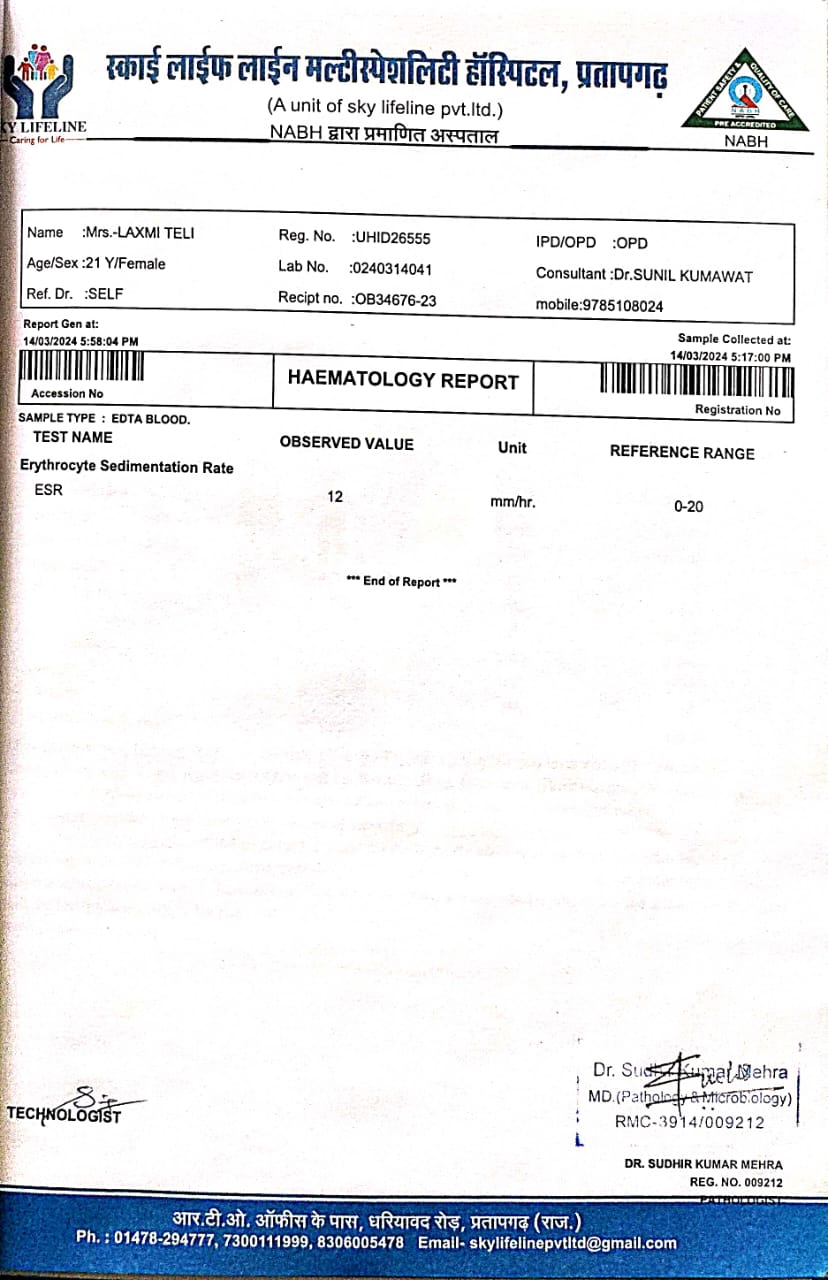 स्काई लाईफ लाईन मल्टीस्पेशलिटी हॉस्पिटल, प्रतापगढ़
(A unit of sky lifeline pvt.ltd.)
NABH द्वारा प्रमाणित अस्पताल
KY LIFELINE
Caring for Life
PATIENT SAFETY & QUALITY OF CARE
NABH
PRE ACCREDITED
NABH
Name :Mrs.-LAXMI TELI Reg. No. :UHID26555 IPD/OPD :OPD
Age/Sex :21 Y/Female Lab No. :0240314041 Consultant :Dr.SUNIL KUMAWAT
Ref. Dr. :SELF Recipt no. :OB34676-23 mobile:9785108024
Report Gen at: Sample Collected at:
14/03/2024 5:58:04 PM 14/03/2024 5:17:00 PM
HAEMATOLOGY REPORT
Accession No Registration No
SAMPLE TYPE : EDTA BLOOD.
TEST NAME OBSERVED VALUE Unit REFERENCE RANGE
Erythrocyte Sedimentation Rate
ESR 12 mm/hr. 0-20
*** End of Report ***
Dr. Sudhir Kumar Mehra
MD.(Pathology & Microbiology)
RMC-3914/009212
TECHNOLOGIST
DR. SUDHIR KUMAR MEHRA
REG. NO. 009212
PATHOLOGIST
आर.टी.ओ. ऑफीस के पास, धरियावद रोड़, प्रतापगढ़ (राज.)
Ph. : 01478-294777, 7300111999, 8306005478 Email- skylifelinepvtltd@gmail.com